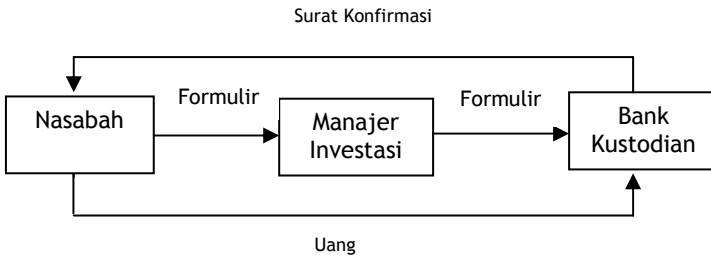 Surat Konfirmasi
Formulir
Formulir
Nasabah
Manajer
Investasi
Bank
Kustodian
Uang